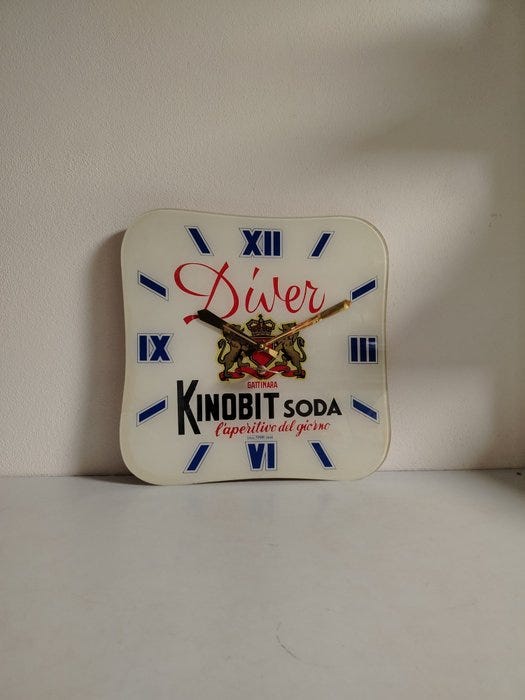 XII
Diver
IX
III
GATTINARA
KINOBIT SODA
l'aperitivo del giorno
VI